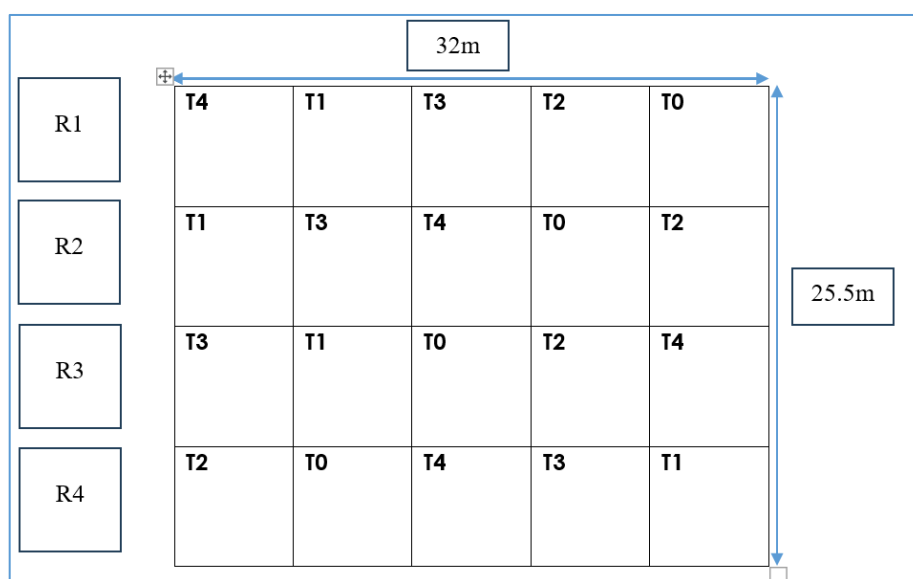 32m
R1
T4 T1 T3 T2 T0
R2
T1 T3 T4 T0 T2
25.5m
R3
T3 T1 T0 T2 T4
R4
T2 T0 T4 T3 T1